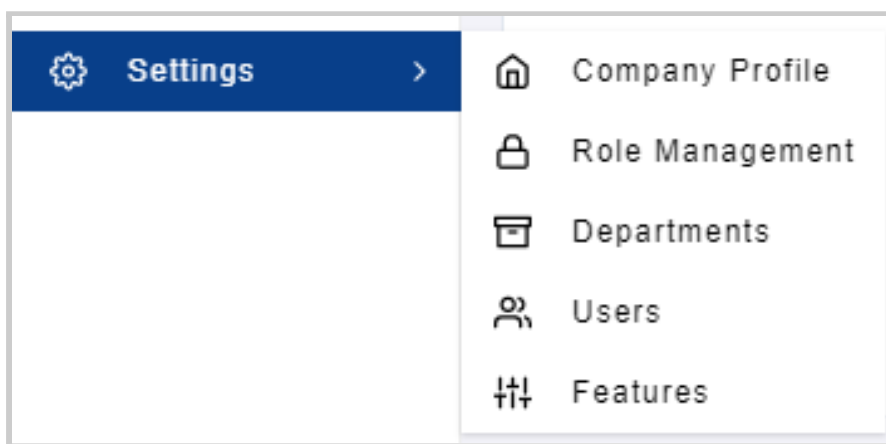 Settings
Company Profile
Role Management
Departments
Users
Features